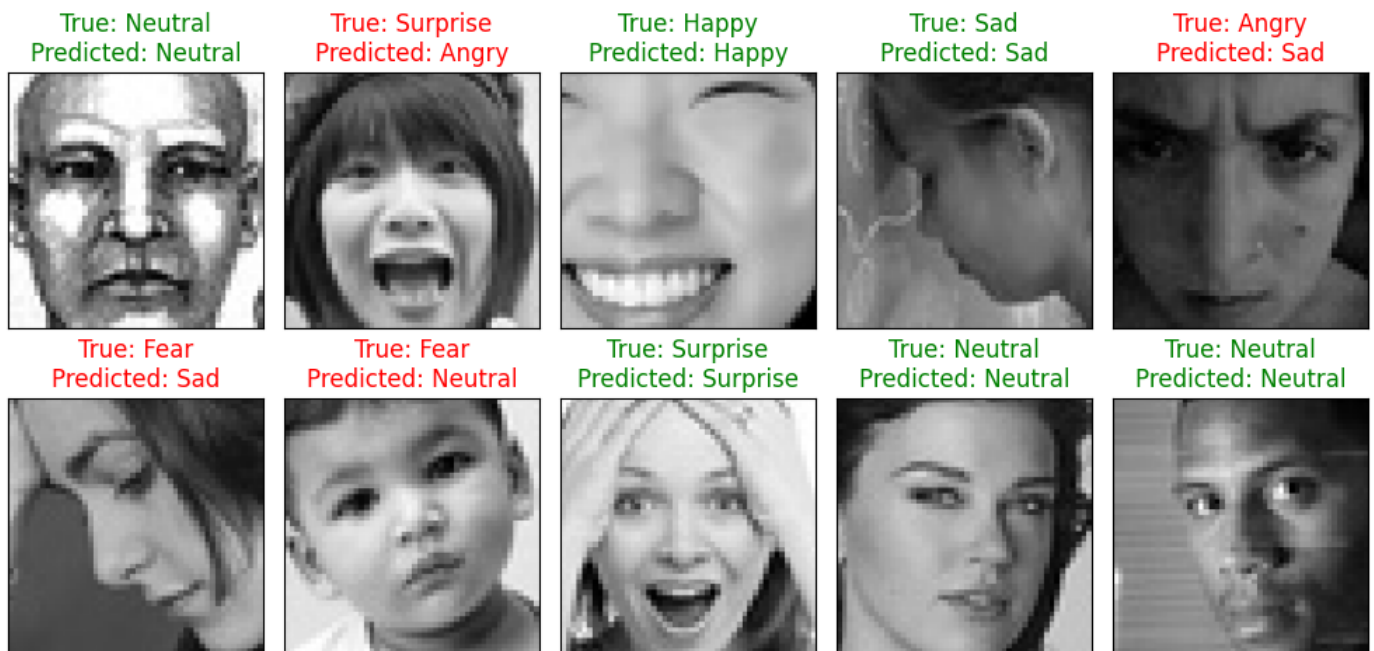 True: Neutral
Predicted: Neutral
True: Surprise
Predicted: Angry
True: Happy
Predicted: Happy
True: Sad
Predicted: Sad
True: Angry
Predicted: Sad
True: Fear
Predicted: Sad
True: Fear
Predicted: Neutral
True: Surprise
Predicted: Surprise
True: Neutral
Predicted: Neutral
True: Neutral
Predicted: Neutral